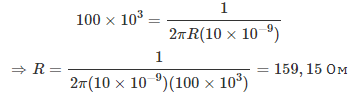 100 × 10³ = 1 / 2πR(10 × 10⁻⁹)
⇒ R = 1 / 2π(10 × 10⁻⁹)(100 × 10³) = 159,15 Ом